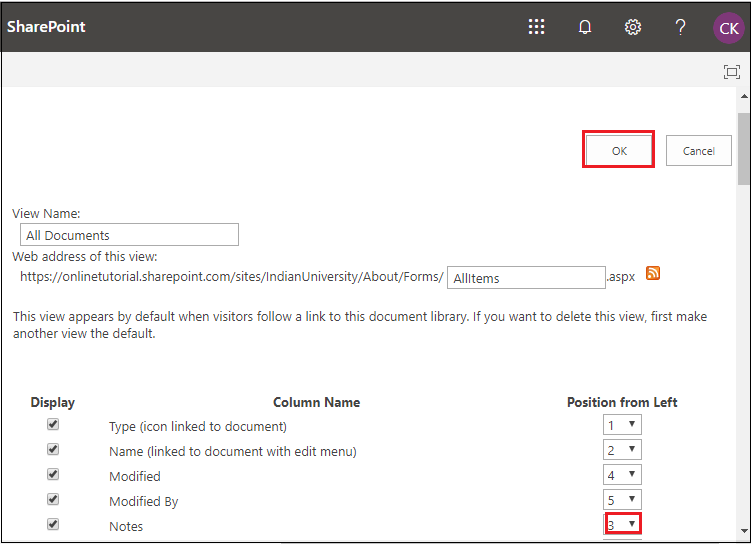 SharePoint
? CK
OK Cancel
View Name:
All Documents
Web address of this view:
https://onlinetutorial.sharepoint.com/sites/IndianUniversity/About/Forms/ AllItems .aspx
This view appears by default when visitors follow a link to this document library. If you want to delete this view, first make
another view the default.
Display Column Name Position from Left
Type (icon linked to document) 1
Name (linked to document with edit menu) 2
Modified 4
Modified By 5
Notes 3